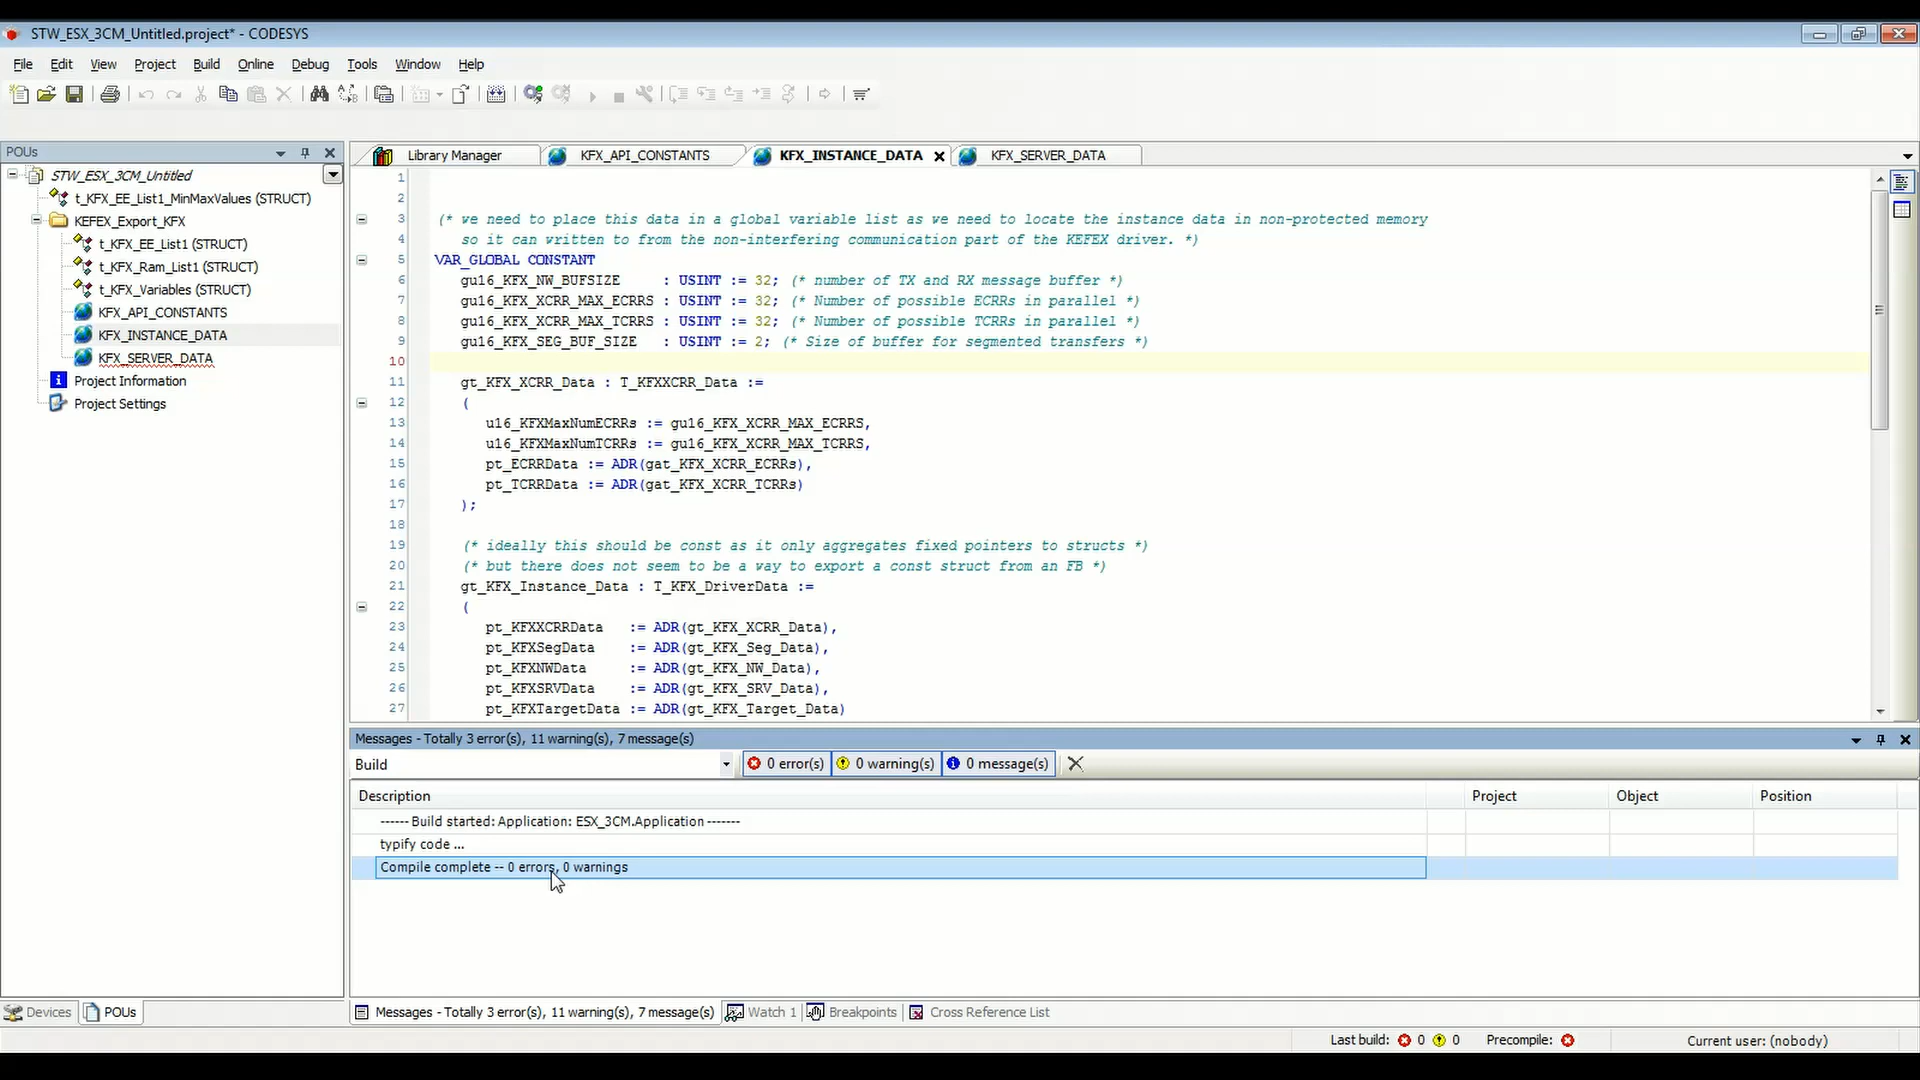 STW_ESX_3CM_Untitled.project* - CODESYS
File Edit View Project Build Online Debug Tools Window Help
POUs
STW_ESX_3CM_Untitled
t_KFX_EE_List1_MinMaxValues (STRUCT)
KEFEX_Export_KFX
t_KFX_EE_List1 (STRUCT)
t_KFX_Ram_List1 (STRUCT)
t_KFX_Variables (STRUCT)
KFX_API_CONSTANTS
KFX_INSTANCE_DATA
KFX_SERVER_DATA
Project Information
Project Settings
Devices POUs
Library Manager KFX_API_CONSTANTS KFX_INSTANCE_DATA KFX_SERVER_DATA
1
2
3 (* we need to place this data in a global variable list as we need to locate the instance data in non-protected memory
4 so it can written to from the non-interfering communication part of the KEFEX driver. *)
5 VAR_GLOBAL CONSTANT
6 gu16_KFX_NW_BUFSIZE : USINT := 32; (* number of TX and RX message buffer *)
7 gu16_KFX_XCRR_MAX_ECRRS : USINT := 32; (* Number of possible ECRRs in parallel *)
8 gu16_KFX_XCRR_MAX_TCRRS : USINT := 32; (* Number of possible TCRRs in parallel *)
9 gu16_KFX_SEG_BUF_SIZE : USINT := 2; (* Size of buffer for segmented transfers *)
10
11 gt_KFX_XCRR_Data : T_KFXXCRR_Data :=
12 (
13 u16_KFXMaxNumECRRs := gu16_KFX_XCRR_MAX_ECRRS,
14 u16_KFXMaxNumTCRRs := gu16_KFX_XCRR_MAX_TCRRS,
15 pt_ECRRData := ADR(gat_KFX_XCRR_ECRRs),
16 pt_TCRRData := ADR(gat_KFX_XCRR_TCRRs)
17 );
18
19 (* ideally this should be const as it only aggregates fixed pointers to structs *)
20 (* but there does not seem to be a way to export a const struct from an FB *)
21 gt_KFX_Instance_Data : T_KFX_DriverData :=
22 (
23 pt_KFXXCRRData := ADR(gt_KFX_XCRR_Data),
24 pt_KFXSegData := ADR(gt_KFX_Seg_Data),
25 pt_KFXNWData := ADR(gt_KFX_NW_Data),
26 pt_KFXSRVData := ADR(gt_KFX_SRV_Data),
27 pt_KFXTargetData := ADR(gt_KFX_Target_Data)
Messages - Totally 3 error(s), 11 warning(s), 7 message(s)
Build 0 error(s) 0 warning(s) 0 message(s)
Description Project Object Position
------ Build started: Application: ESX_3CM.Application -------
typify code ...
Compile complete -- 0 errors, 0 warnings
Messages - Totally 3 error(s), 11 warning(s), 7 message(s) Watch 1 Breakpoints Cross Reference List
Last build: 0 0 Precompile: Current user: (nobody)